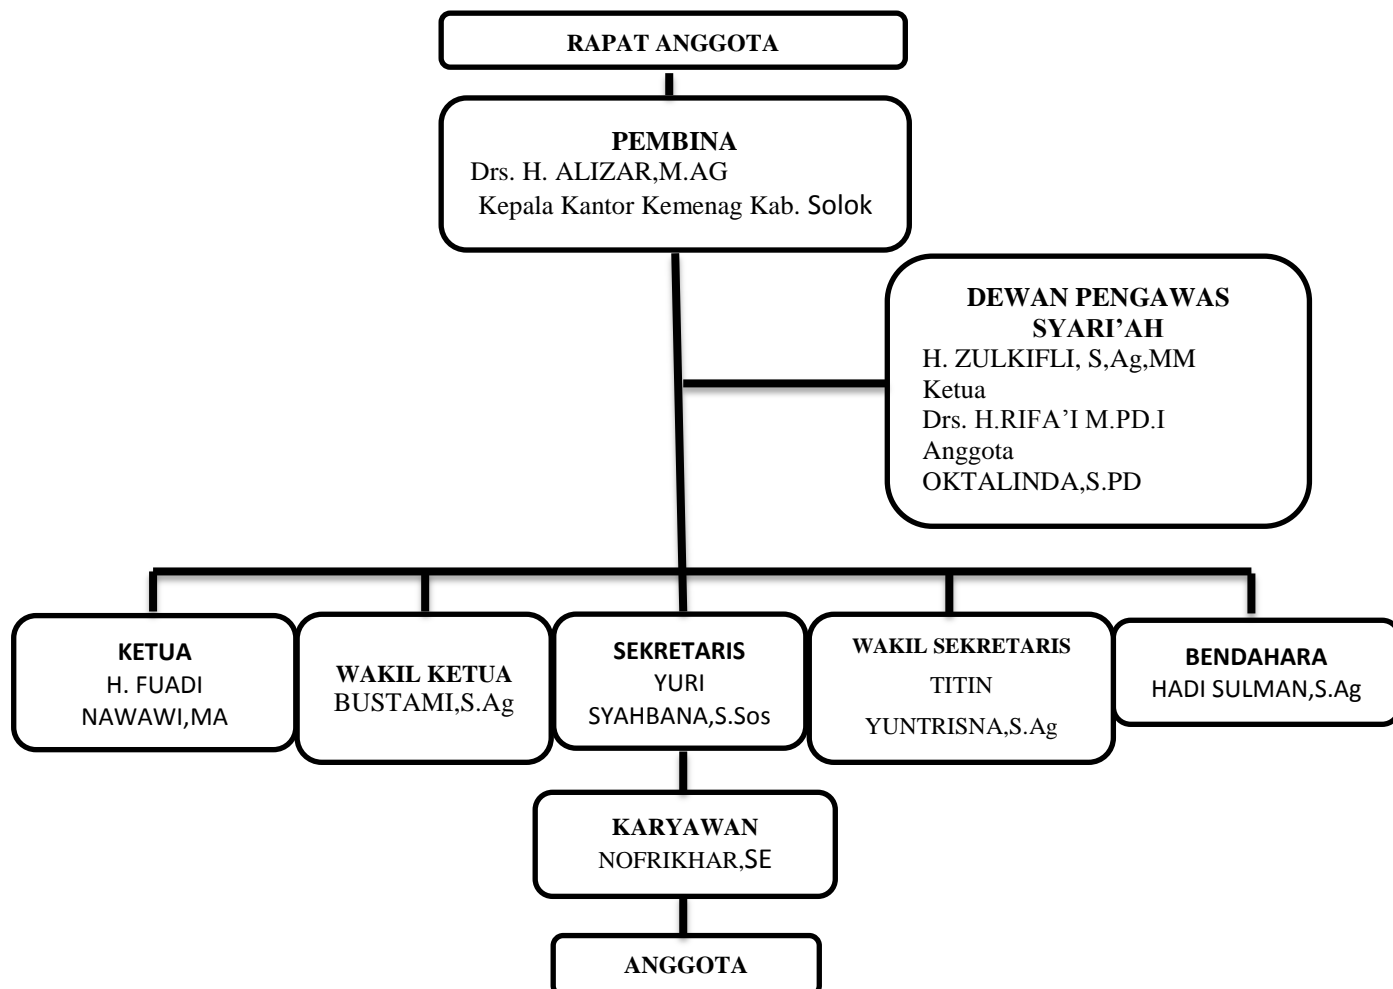 RAPAT ANGGOTA
PEMBINA
Drs. H. ALIZAR,M.AG
Kepala Kantor Kemenag Kab. Solok
DEWAN PENGAWAS
SYARI’AH
H. ZULKIFLI, S,Ag,MM
Ketua
Drs. H.RIFA’I M.PD.I
Anggota
OKTALINDA,S.PD
KETUA
H. FUADI
NAWAWI,MA
WAKIL KETUA
BUSTAMI,S.Ag
SEKRETARIS
YURI
SYAHBANA,S.Sos
WAKIL SEKRETARIS
TITIN
YUNTRISNA,S.Ag
BENDAHARA
HADI SULMAN,S.Ag
KARYAWAN
NOFRIKHAR,SE
ANGGOTA